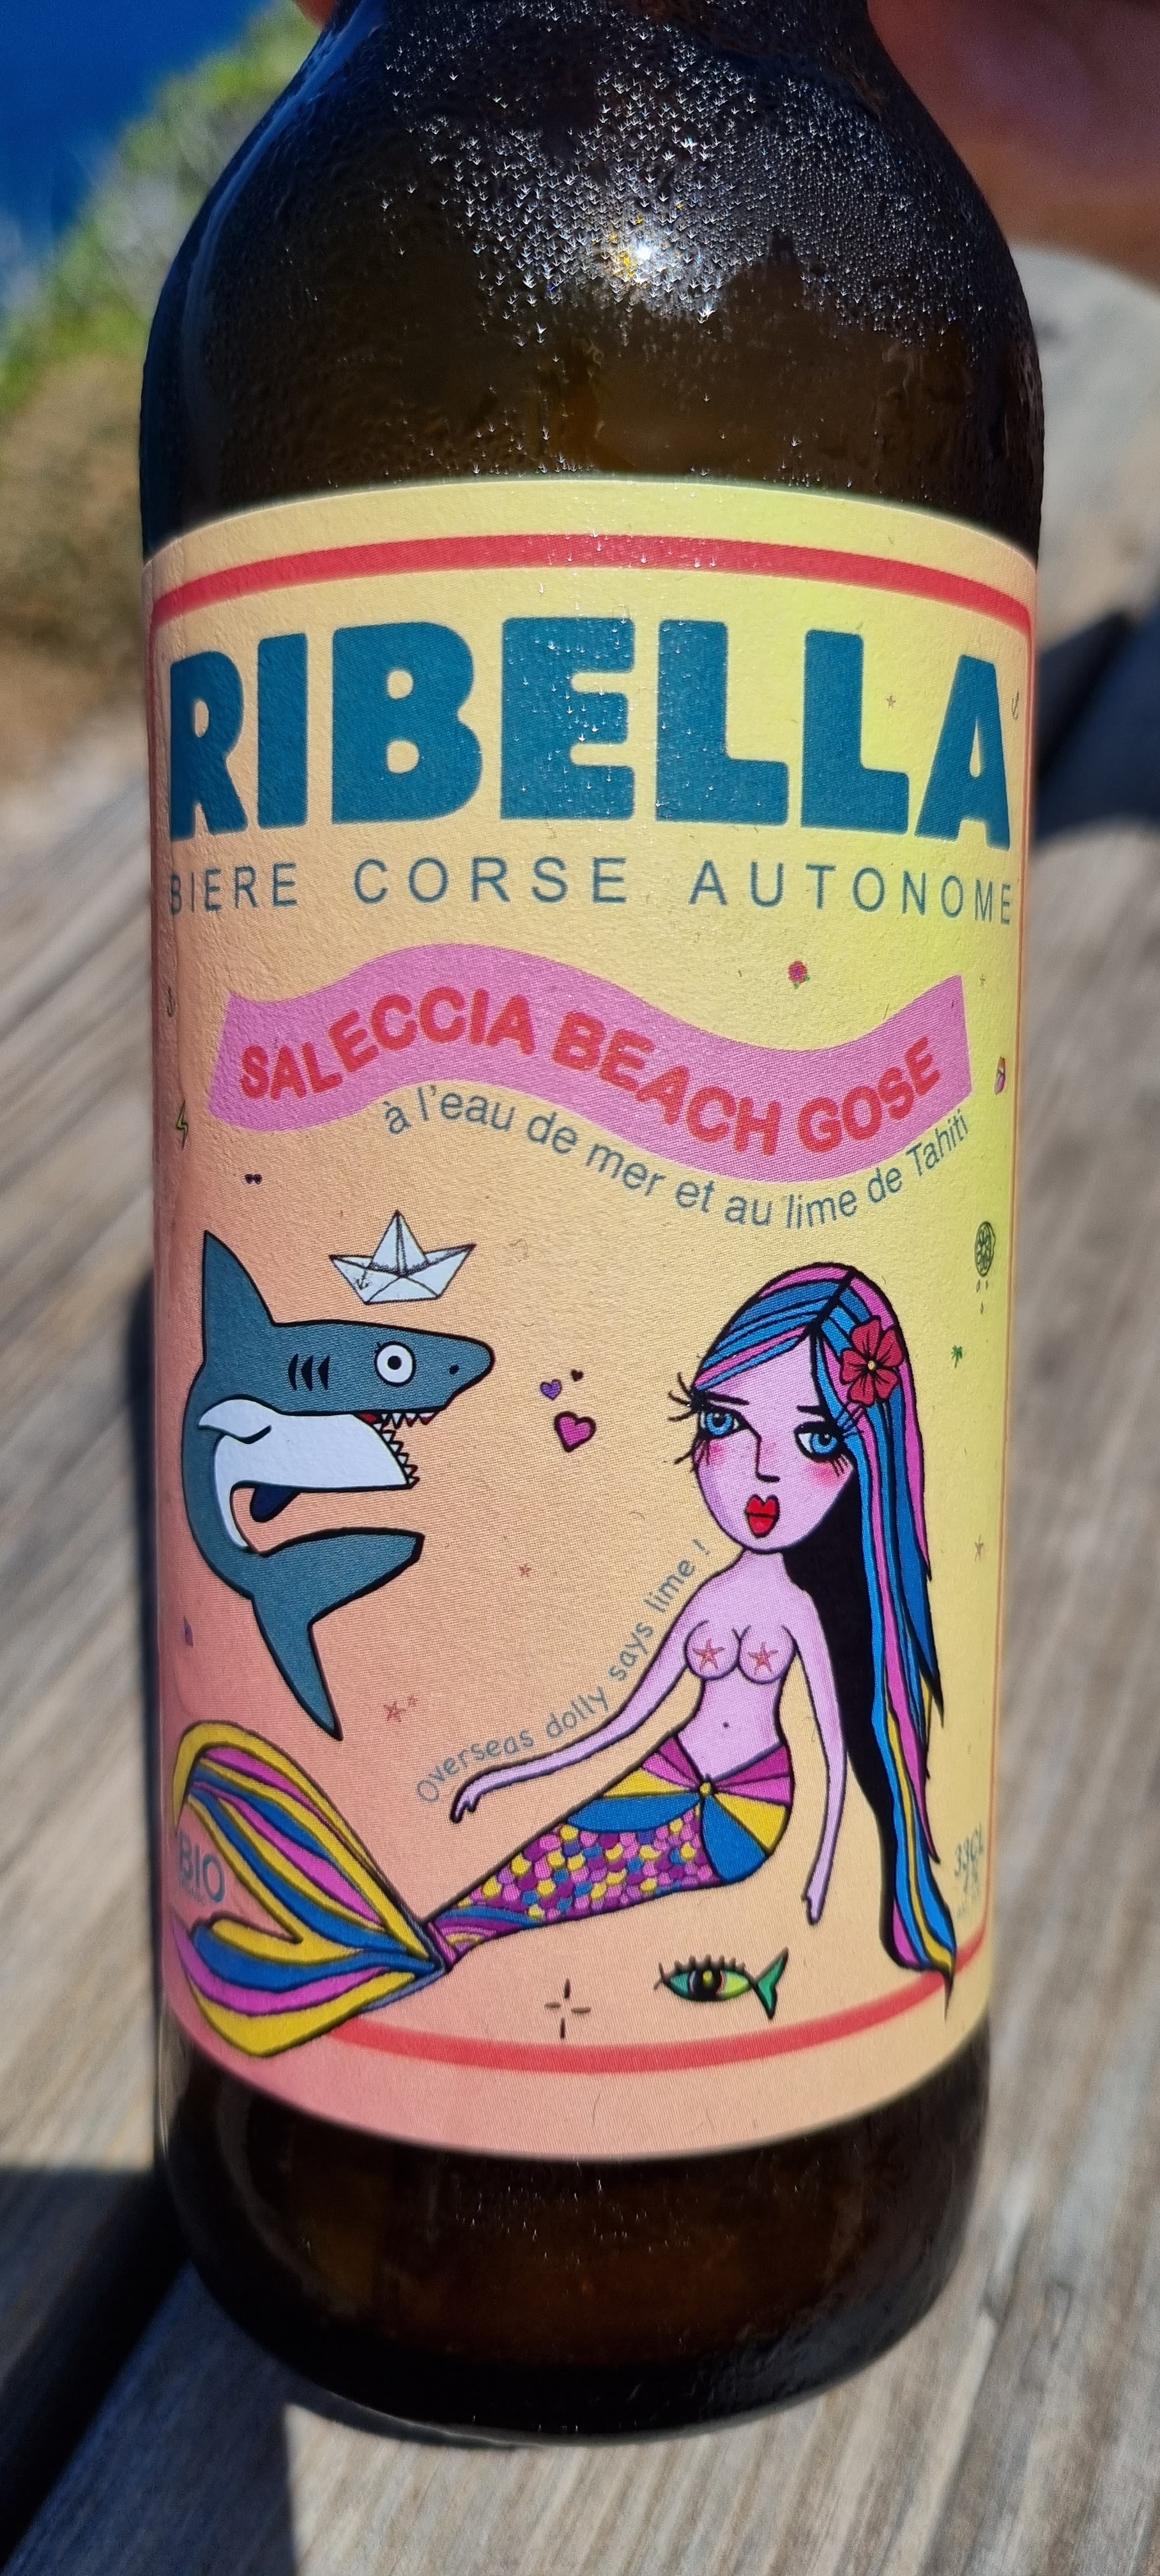 RIBELLA
BIERE CORSE AUTONOME
SALECCIA BEACH GOSE
à l'eau de mer et au lime de Tahiti
Overseas dolly says lime !
BIO
33CL